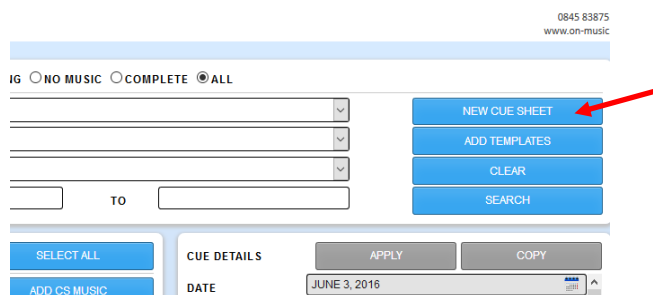 0845 83875
www.on-music
NG NO MUSIC COMPLETE ALL
NEW CUE SHEET
ADD TEMPLATES
CLEAR
TO SEARCH
SELECT ALL CUE DETAILS APPLY COPY
ADD CS MUSIC DATE JUNE 3, 2016